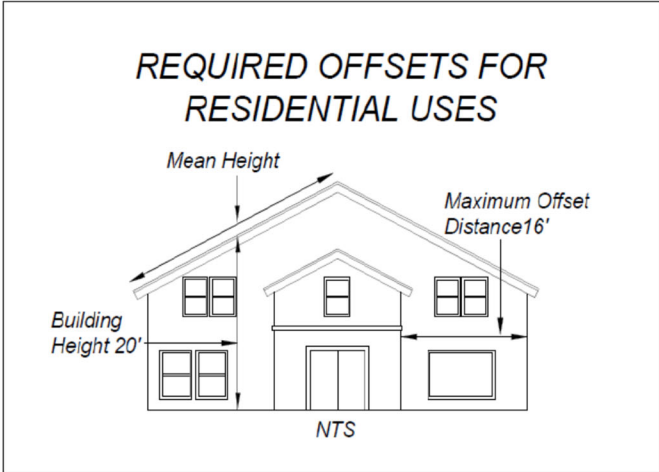 REQUIRED OFFSETS FOR
RESIDENTIAL USES
Mean Height
Maximum Offset
Distance16'
Building
Height 20'
NTS